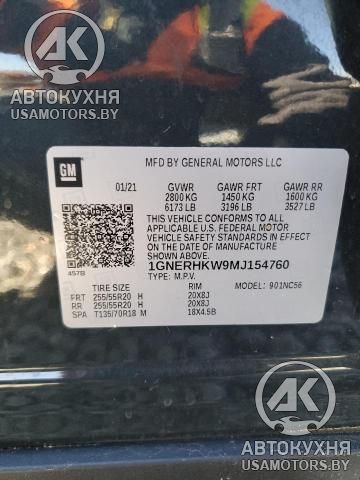 АК
АВТОКУХНЯ
USAMOTORS.BY
GM
MFD BY GENERAL MOTORS LLC
01/21 GVWR GAWR FRT GAWR RR
2800 KG 1450 KG 1600 KG
6173 LB 3196 LB 3527 LB
THIS VEHICLE CONFORMS TO ALL APPLICABLE
U.S. FEDERAL MOTOR
VEHICLE SAFETY STANDARDS
IN EFFECT ON THE DATE OF MANUFACTURE
SHOWN ABOVE.
1GNERHKW9MJ154760
TYPE: M.P.V.
457B
TIRE SIZE RIM MODEL: 901NC56
FRT 255/55R20 H 20X8J
RR 255/55R20 H 20X8J
SPA T135/70R18 M 18X4.5B
АК
АВТОКУХНЯ
USAMOTORS.BY